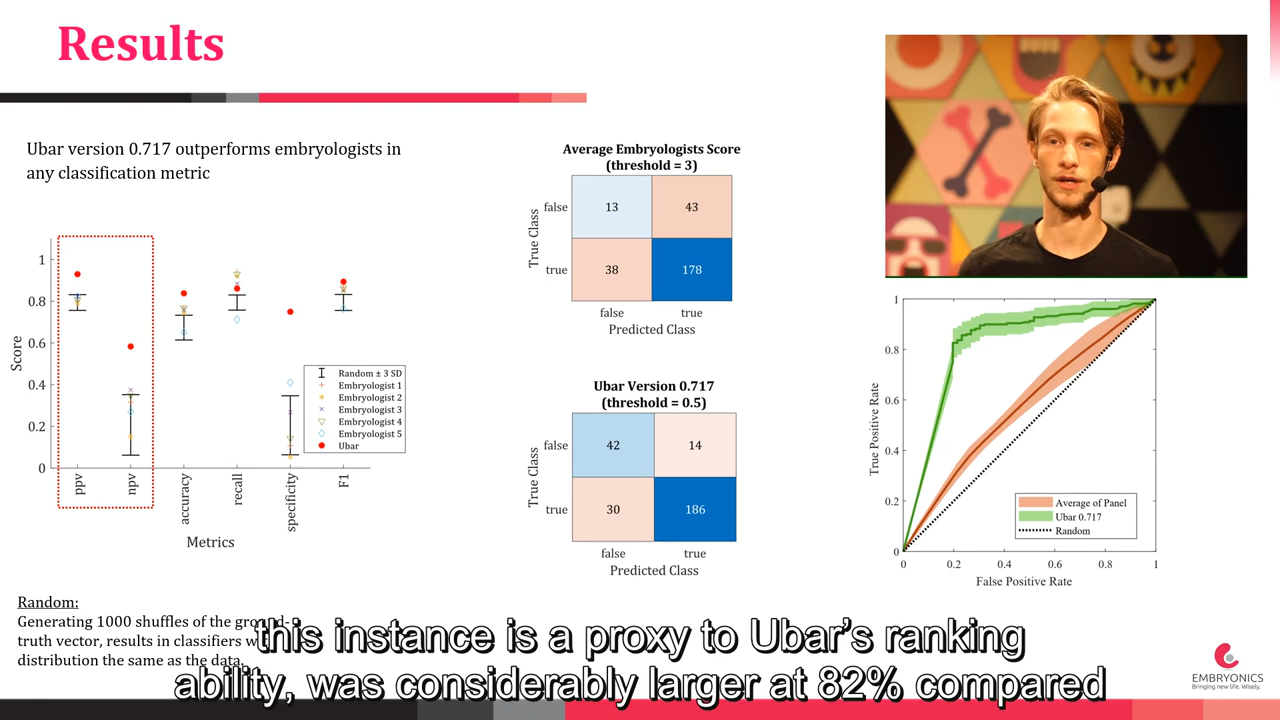 Results
Ubar version 0.717 outperforms embryologists in
any classification metric
Score
1
0.8
0.6
0.4
0.2
0
ppv
npv
accuracy
recall
specificity
F1
Metrics
Random ± 3 SD
Embryologist 1
Embryologist 2
Embryologist 3
Embryologist 4
Embryologist 5
Ubar
Average Embryologists Score
(threshold = 3)
True Class
false
13
43
true
38
178
false
true
Predicted Class
Ubar Version 0.717
(threshold = 0.5)
True Class
false
42
14
true
30
186
false
true
Predicted Class
True Positive Rate
1
0.8
0.6
0.4
0.2
0
0
0.2
0.4
0.6
0.8
1
False Positive Rate
Average of Panel
Ubar 0.717
Random
Random:
Generating 1000 shuffles of the ground-
truth vector, results in classifiers
distribution the same as the data.
this instance is a proxy to Ubar's ranking
ability, was considerably larger at 82% compared
EMBRYONICS
Bringing new life. Wisely.